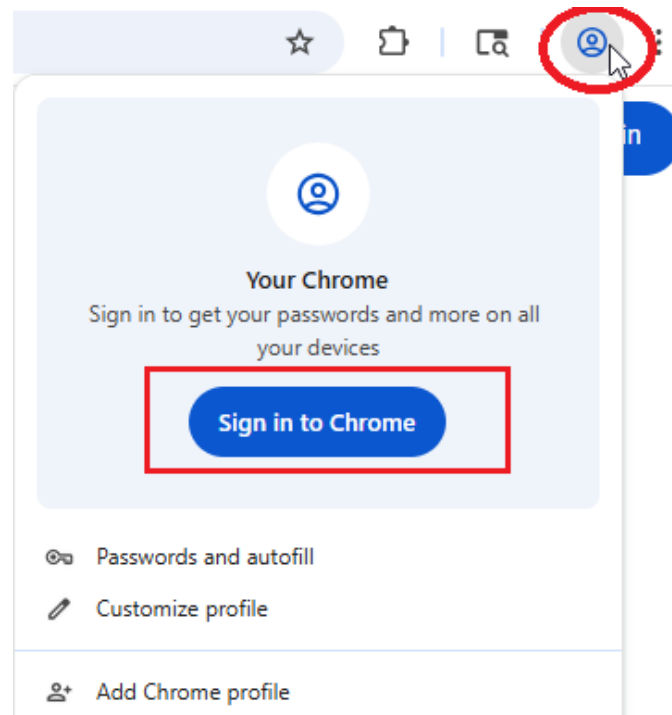 in
Your Chrome
Sign in to get your passwords and more on all
your devices
Sign in to Chrome
Passwords and autofill
Customize profile
Add Chrome profile